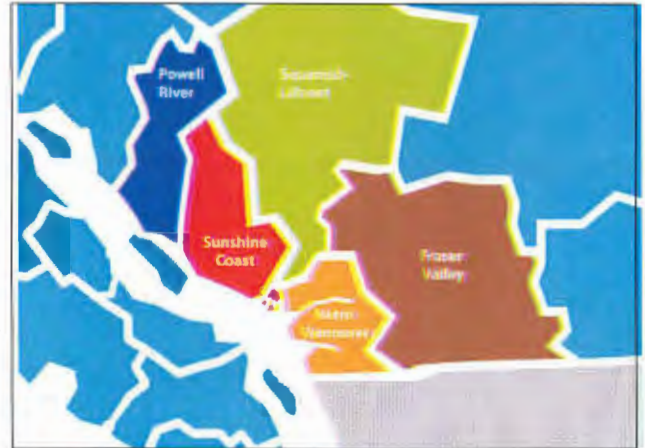 Powell
River
Squamish-
Lillooet
Sunshine
Coast
Fraser
Valley
Metro
Vancouver